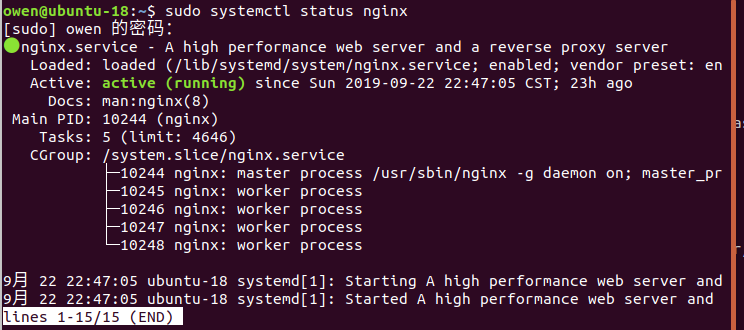 owen@ubuntu-18:~$ sudo systemctl status nginx
[sudo] owen 的密码：
●nginx.service - A high performance web server and a reverse proxy server
   Loaded: loaded (/lib/systemd/system/nginx.service; enabled; vendor preset: en
   Active: active (running) since Sun 2019-09-22 22:47:05 CST; 23h ago
     Docs: man:nginx(8)
 Main PID: 10244 (nginx)
    Tasks: 5 (limit: 4646)
   CGroup: /system.slice/nginx.service
           ├─10244 nginx: master process /usr/sbin/nginx -g daemon on; master_pr
           ├─10245 nginx: worker process
           ├─10246 nginx: worker process
           ├─10247 nginx: worker process
           └─10248 nginx: worker process

9月 22 22:47:05 ubuntu-18 systemd[1]: Starting A high performance web server and
9月 22 22:47:05 ubuntu-18 systemd[1]: Started A high performance web server and
lines 1-15/15 (END)